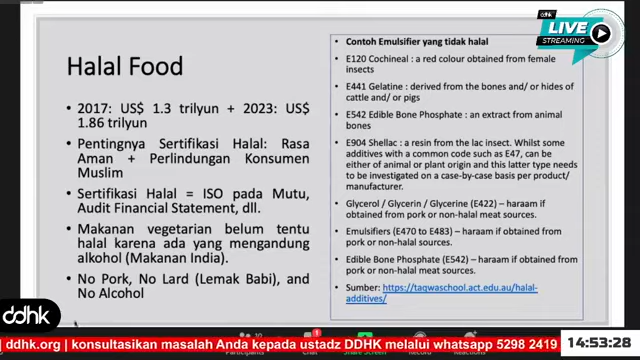 ddhk
LIVE
STREAMING
Halal Food
2017: US$ 1.3 trilyun + 2023: US$
1.86 trilyun
Pentingnya Sertifikasi Halal: Rasa
Aman + Perlindungan Konsumen
Muslim
Sertifikasi Halal = ISO pada Mutu,
Audit Financial Statement, dll.
Makanan vegetarian belum tentu
halal karena ada yang mengandung
alkohol (Makanan India).
No Pork, No Lard (Lemak Babi), and
No Alcohol
Contoh Emulsifier yang tidak halal
E120 Cochineal : a red colour obtained from female
insects
E441 Gelatine : derived from the bones and/ or hides of
cattle and/ or pigs
E542 Edible Bone Phosphate : an extract from animal
bones
E904 Shellac : a resin from the lac insect. Whilst some
additives with a common code such as E47, can be
either of animal or plant origin and this latter type needs
to be investigated on a case-by-case basis per product/
manufacturer.
Glycerol / Glycerin / Glycerine (E422) – haraam if
obtained from pork or non-halal meat sources.
Emulsifiers (E470 to E483) – haraam if obtained from
pork or non-halal sources.
Edible Bone Phosphate (E542) – haraam if obtained
from pork or non-halal meat sources.
Sumber: https://taqwaschool.act.edu.au/halal-
additives/
ddhk
Participants Chat Share Screen Record Reactions
ddhk.org | konsultasikan masalah Anda kepada ustadz DDHK melalui whatsapp 5298 2419
14:53:28